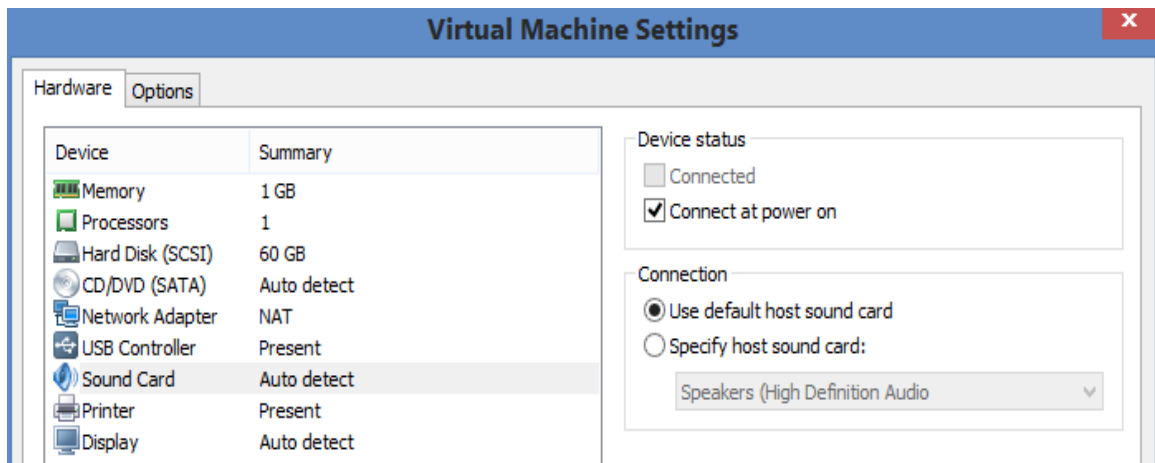 Virtual Machine Settings
x
Hardware Options
Device Summary
Memory 1 GB
Processors 1
Hard Disk (SCSI) 60 GB
CD/DVD (SATA) Auto detect
Network Adapter NAT
USB Controller Present
Sound Card Auto detect
Printer Present
Display Auto detect
Device status
Connected
Connect at power on
Connection
Use default host sound card
Specify host sound card:
Speakers (High Definition Audio